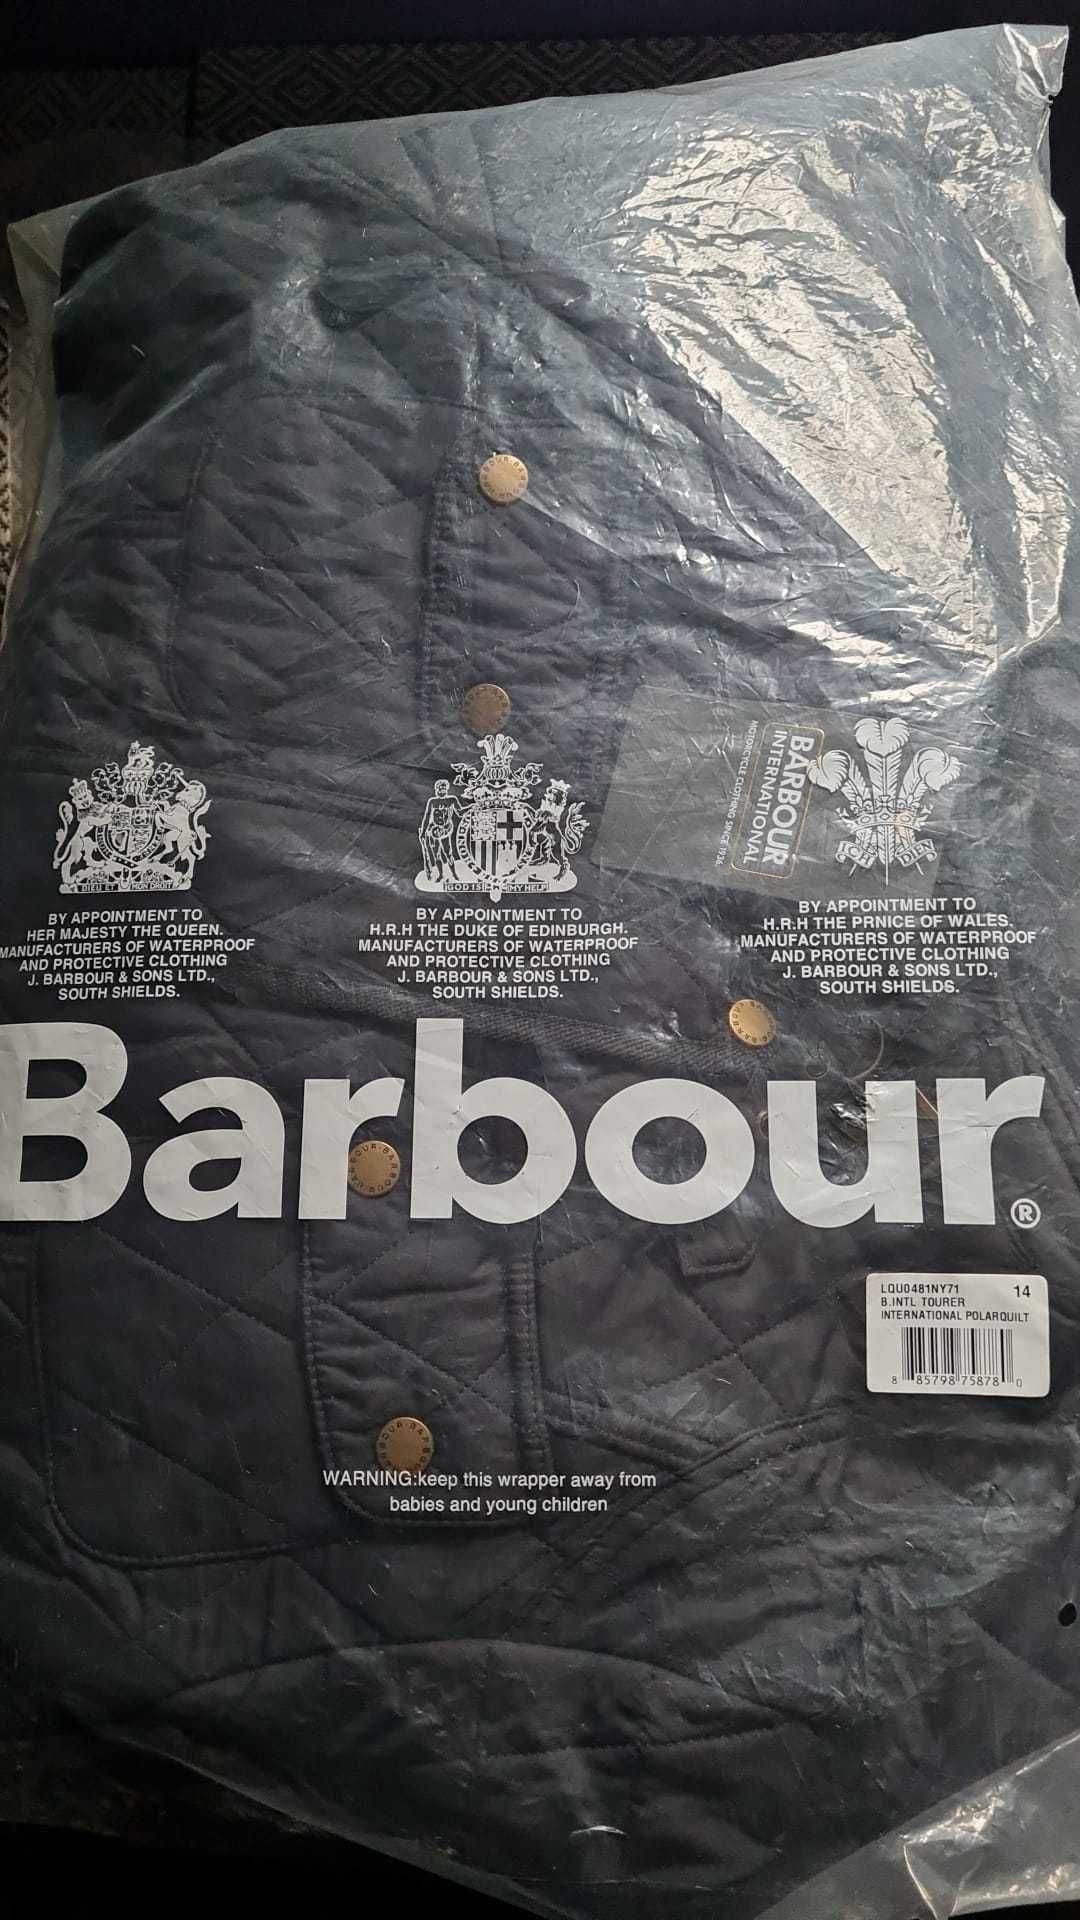 BARBOUR
INTERNATIONAL
MOTORCYCLE CLOTHING SINCE 1936
DIEU ET MON DROIT
GOD IS MY HELP
ICH DIEN
BY APPOINTMENT TO
HER MAJESTY THE QUEEN.
MANUFACTURERS OF WATERPROOF
AND PROTECTIVE CLOTHING
J. BARBOUR & SONS LTD.,
SOUTH SHIELDS.
BY APPOINTMENT TO
H.R.H THE DUKE OF EDINBURGH.
MANUFACTURERS OF WATERPROOF
AND PROTECTIVE CLOTHING
J. BARBOUR & SONS LTD.,
SOUTH SHIELDS.
BY APPOINTMENT TO
H.R.H THE PRNICE OF WALES.
MANUFACTURERS OF WATERPROOF
AND PROTECTIVE CLOTHING
J. BARBOUR & SONS LTD.,
SOUTH SHIELDS.
Barbour®
LQU0481NY71 14
B.INTL TOURER
INTERNATIONAL POLARQUILT
8 85798 75878 0
WARNING:keep this wrapper away from
babies and young children